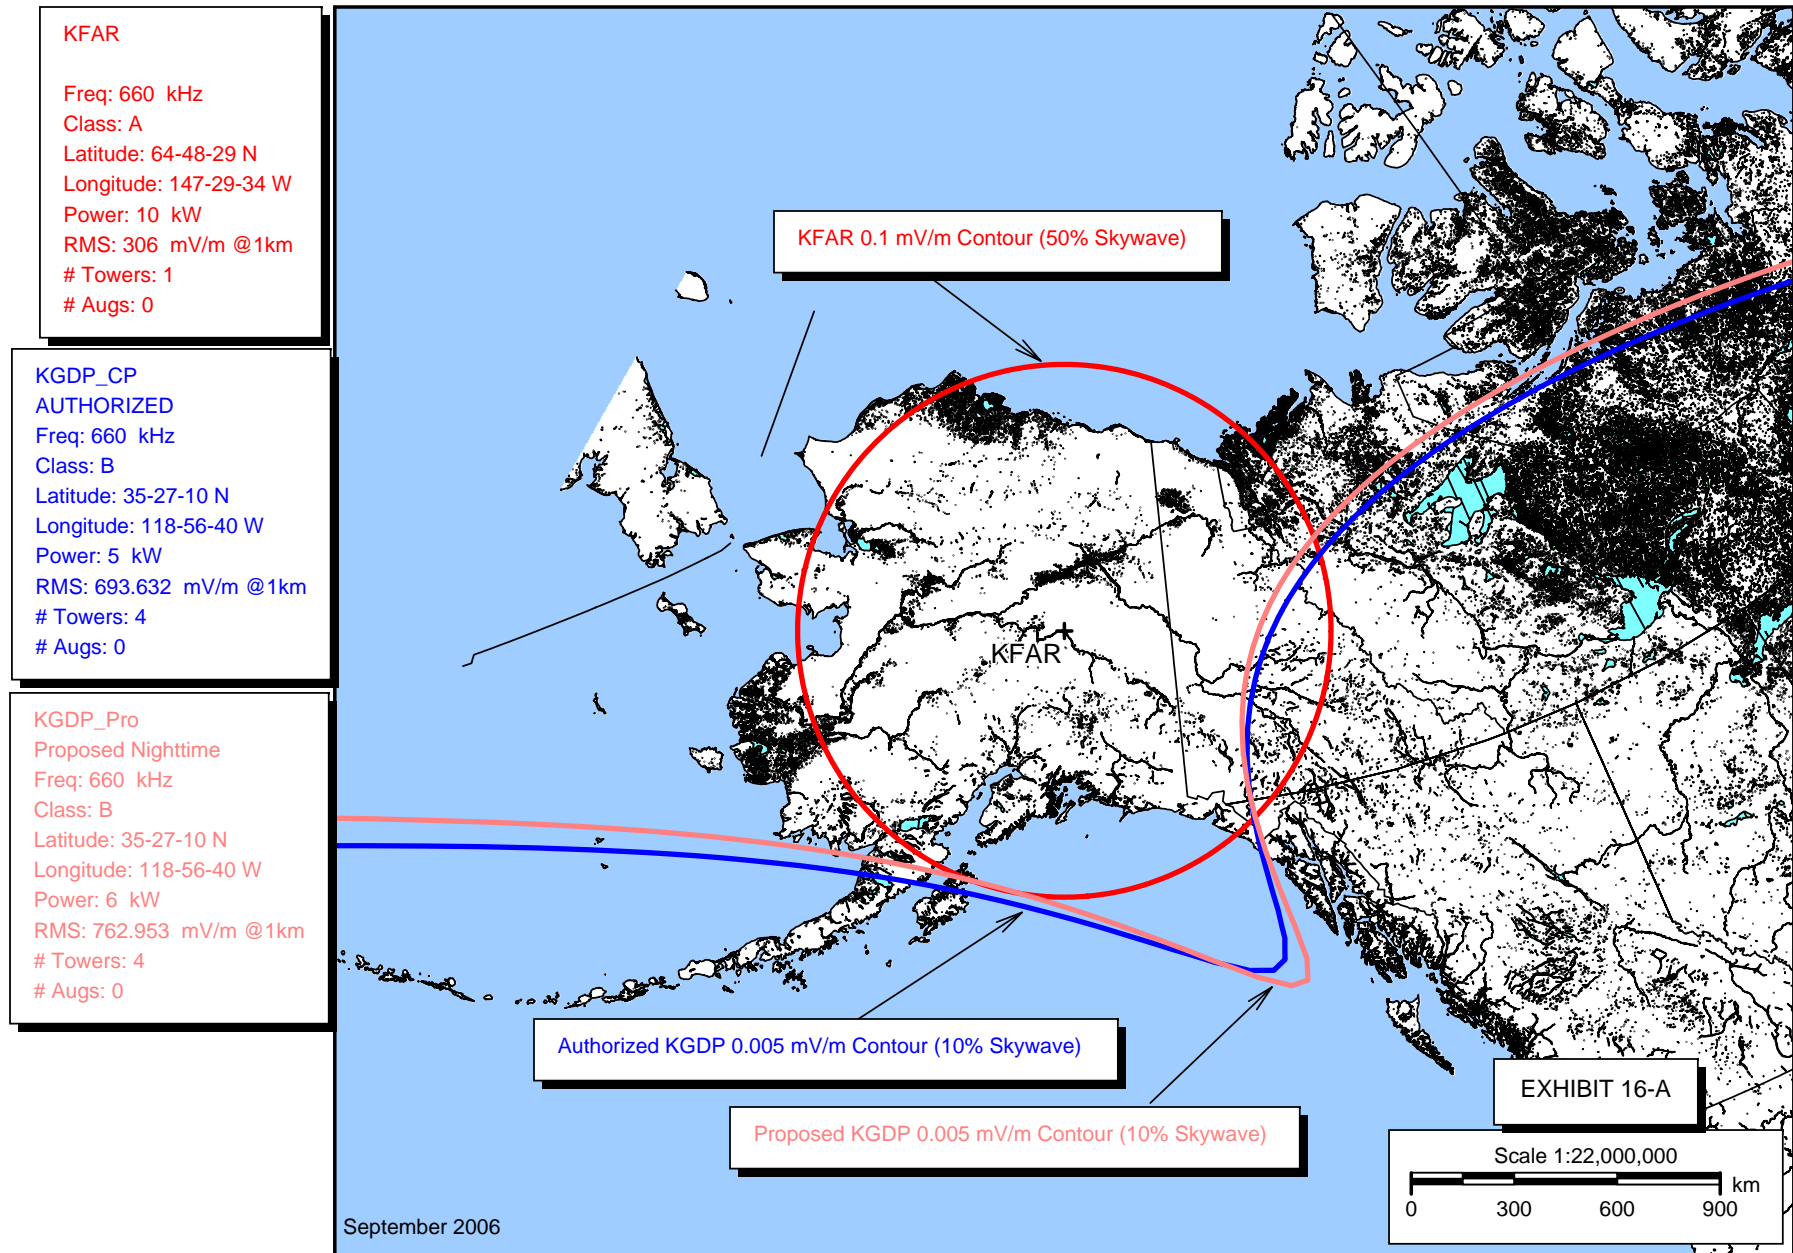 KFAR
Freq: 660 kHz
Class: A
Latitude: 64-48-29 N
Longitude: 147-29-34 W
Power: 10 kW
RMS: 306 mV/m @1km
# Towers: 1
# Augs: 0
KGDP_CP
AUTHORIZED
Freq: 660 kHz
Class: B
Latitude: 35-27-10 N
Longitude: 118-56-40 W
Power: 5 kW
RMS: 693.632 mV/m @1km
# Towers: 4
# Augs: 0
KGDP_Pro
Proposed Nighttime
Freq: 660 kHz
Class: B
Latitude: 35-27-10 N
Longitude: 118-56-40 W
Power: 6 kW
RMS: 762.953 mV/m @1km
# Towers: 4
# Augs: 0
KFAR 0.1 mV/m Contour (50% Skywave)
KFAR
Authorized KGDP 0.005 mV/m Contour (10% Skywave)
Proposed KGDP 0.005 mV/m Contour (10% Skywave)
EXHIBIT 16-A
Scale 1:22,000,000
km
0 300 600 900
September 2006